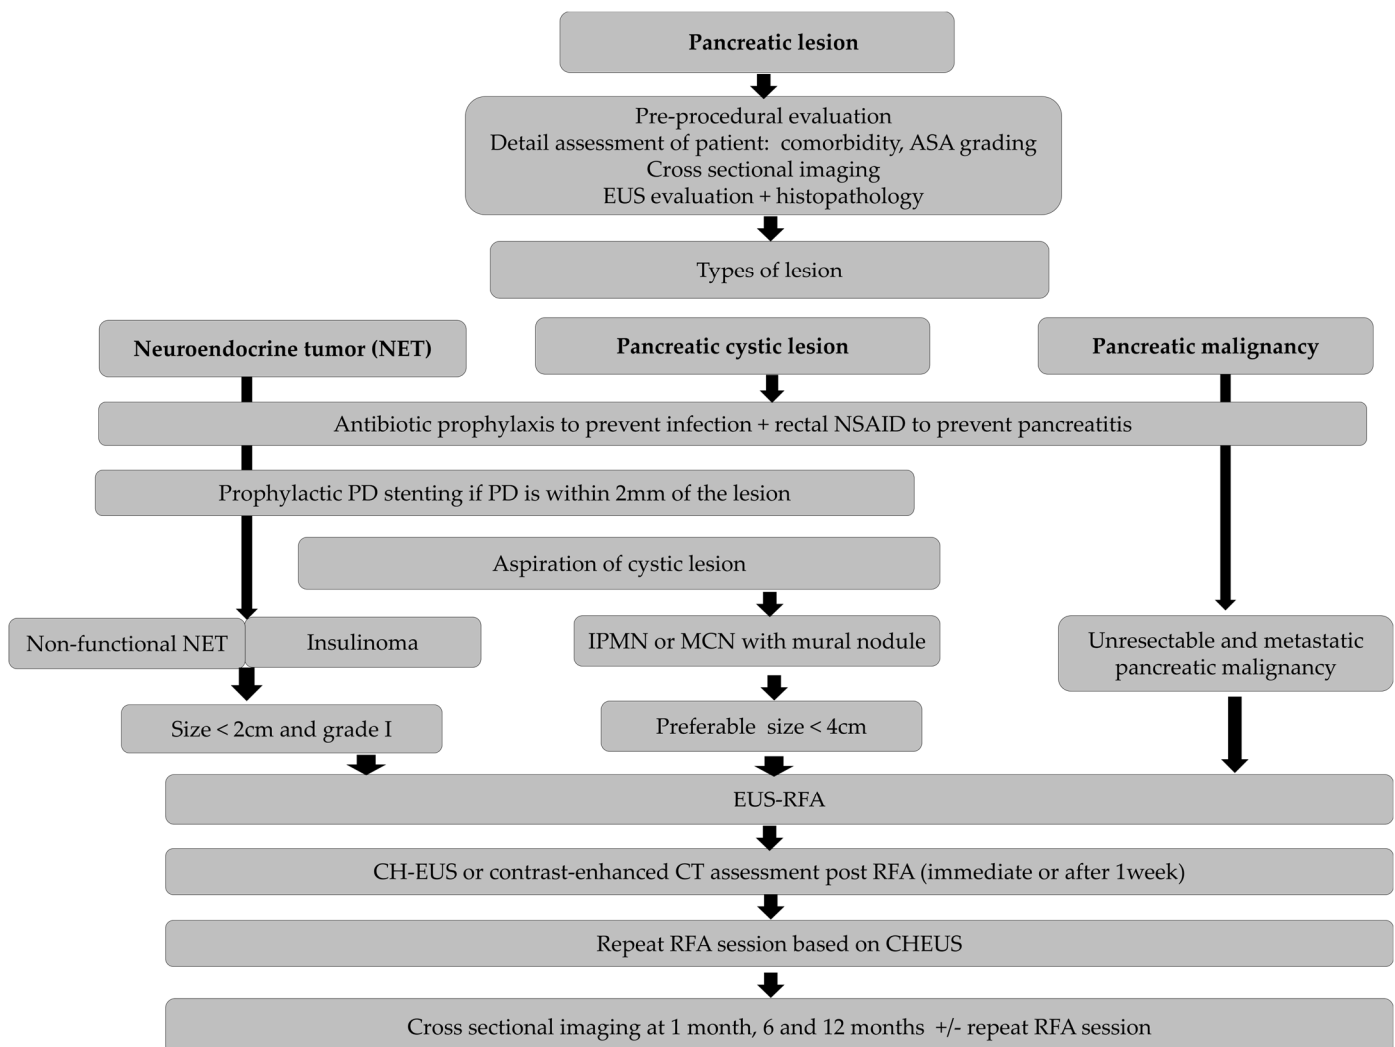 Pancreatic lesion
Pre-procedural evaluation
Detail assessment of patient: comorbidity, ASA grading
Cross sectional imaging
EUS evaluation + histopathology
Types of lesion
Neuroendocrine tumor (NET)
Pancreatic cystic lesion
Pancreatic malignancy
Antibiotic prophylaxis to prevent infection + rectal NSAID to prevent pancreatitis
Prophylactic PD stenting if PD is within 2mm of the lesion
Aspiration of cystic lesion
Non-functional NET
Insulinoma
IPMN or MCN with mural nodule
Unresectable and metastatic
pancreatic malignancy
Size < 2cm and grade I
Preferable size < 4cm
EUS-RFA
CH-EUS or contrast-enhanced CT assessment post RFA (immediate or after 1week)
Repeat RFA session based on CHEUS
Cross sectional imaging at 1 month, 6 and 12 months +/- repeat RFA session